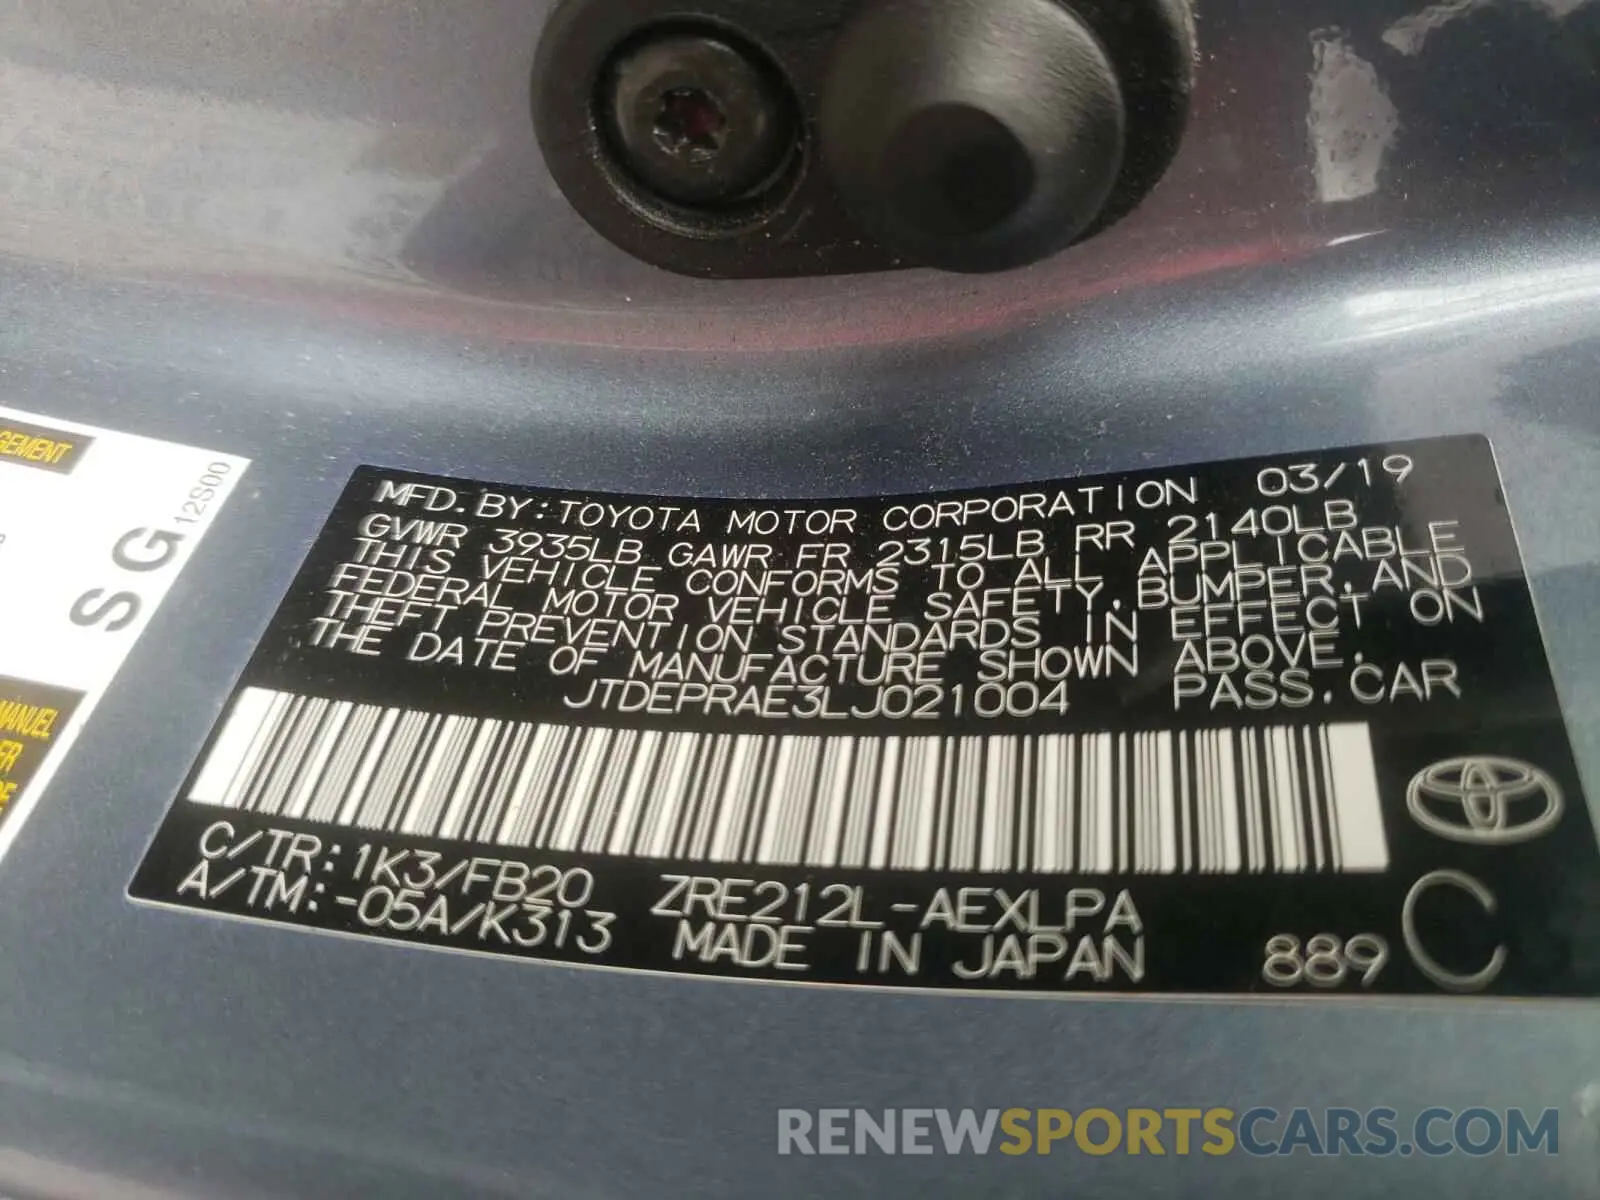 GEMENT
SG 12S00
MANUEL
ER
DE
MFD. BY: TOYOTA MOTOR CORPORATION 03/19
GVWR 3935LB GAWR FR 2315LB RR 2140LB
THIS VEHICLE CONFORMS TO ALL APPLICABLE
FEDERAL MOTOR VEHICLE SAFETY, BUMPER, AND
THEFT PREVENTION STANDARDS IN EFFECT ON
THE DATE OF MANUFACTURE SHOWN ABOVE.
JTDEPRAE3LJ021004 PASS. CAR
C/TR: 1K3/FB20 ZRE212L-AEXLPA
A/TM: -05A/K313 MADE IN JAPAN 889 C
RENEWSPORTSCARS.COM